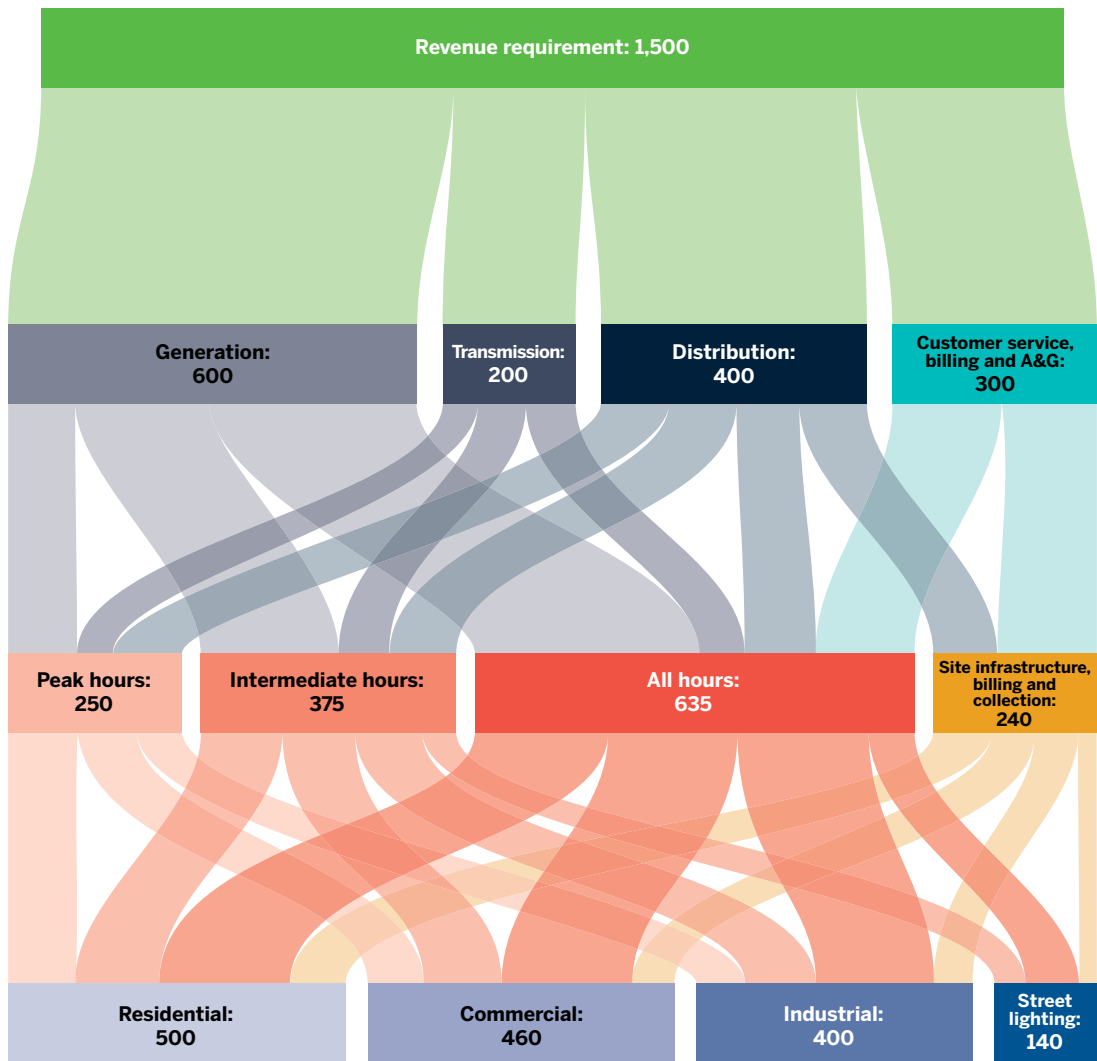 Revenue requirement: 1,500
Generation:
600
Transmission:
200
Distribution:
400
Customer service,
billing and A&G:
300
Peak hours:
250
Intermediate hours:
375
All hours:
635
Site infrastructure,
billing and
collection:
240
Residential:
500
Commercial:
460
Industrial:
400
Street
lighting:
140